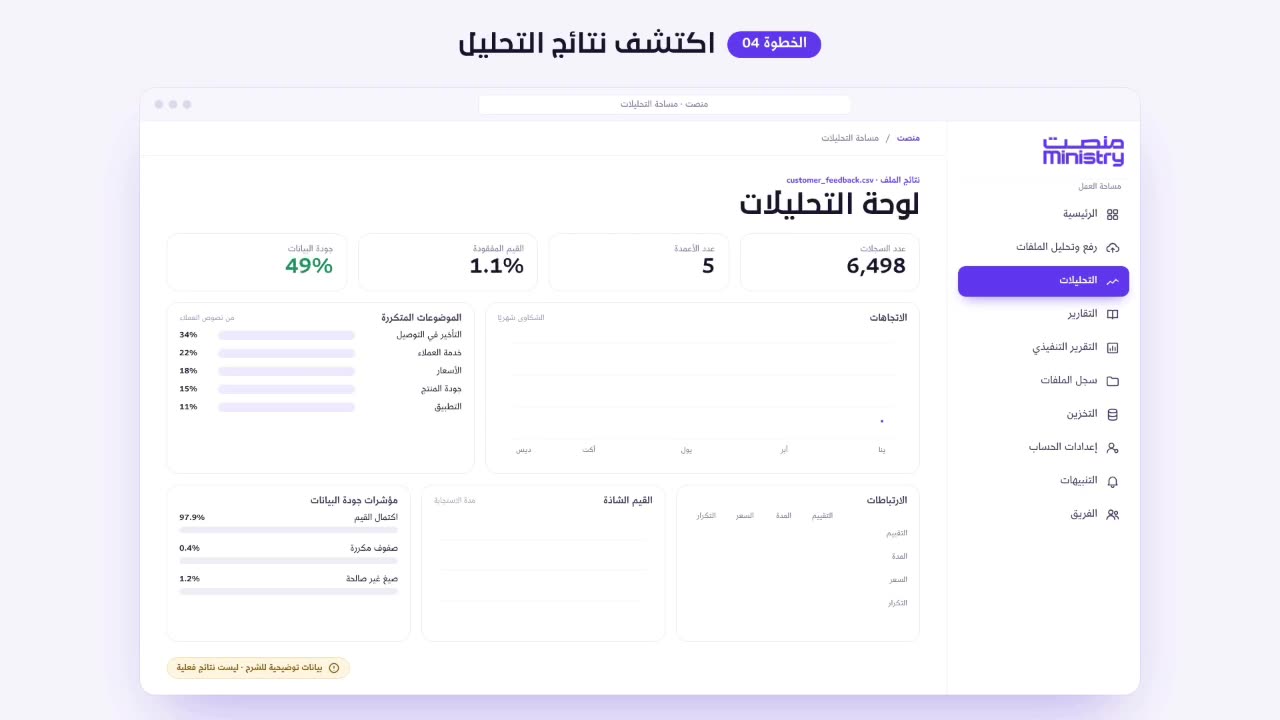 الخطوة 04 اكتشف نتائج التحليل
منصت · مساحة التحليلات
منصت
Ministry
مساحة العمل
الرئيسية
رفع وتحليل الملفات
التحليلات
التقارير
التقرير التنفيذي
سجل الملفات
التخزين
إعدادات الحساب
التنبيهات
الفريق
منصت / مساحة التحليلات
نتائج الملف · customer_feedback.csv
لوحة التحليلات
عدد السجلات
6,498
عدد الأعمدة
5
القيم المفقودة
1.1%
جودة البيانات
49%
الاتجاهات
الشكاوى شهريًا
ينا أبر يول أكت ديس
الموضوعات المتكررة
من نصوص العملاء
التأخير في التوصيل 34%
خدمة العملاء 22%
الأسعار 18%
جودة المنتج 15%
التطبيق 11%
الارتباطات
التقييم المدة السعر التكرار
التقييم
المدة
السعر
التكرار
القيم الشاذة
مدة الاستجابة
مؤشرات جودة البيانات
اكتمال القيم 97.9%
صفوف مكررة 0.4%
صيغ غير صالحة 1.2%
بيانات توضيحية للشرح · ليست نتائج فعلية